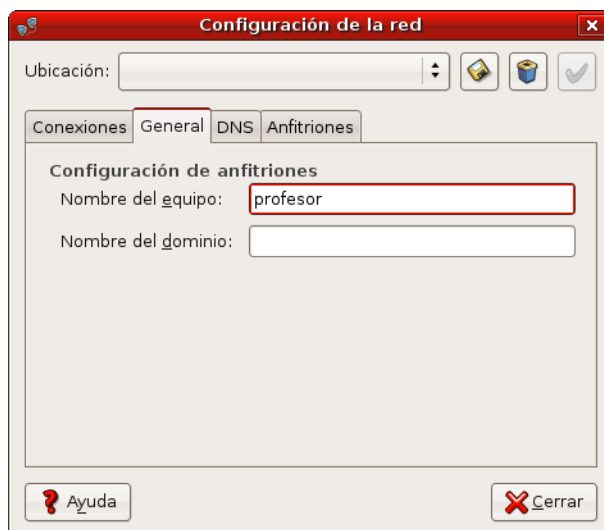 Configuración de la red
Ubicación:
Conexiones General DNS Anfitriones
Configuración de anfitriones
Nombre del equipo: profesor
Nombre del dominio:
Ayuda Cerrar